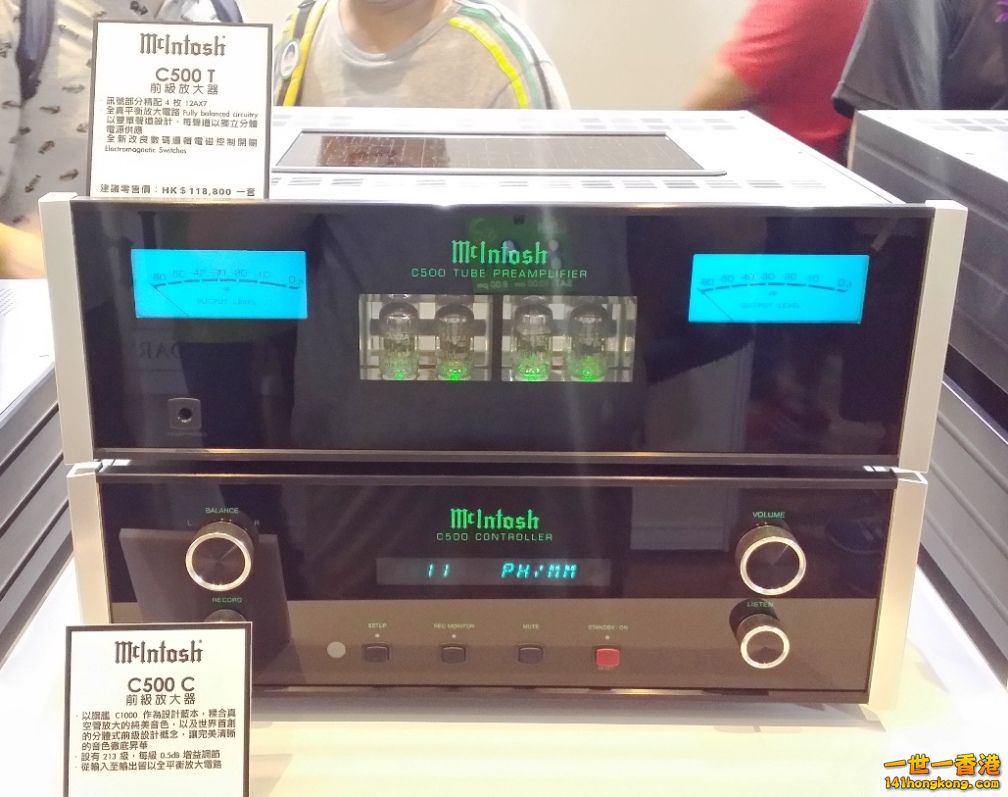 McIntosh
C500 T
前級放大器
· 訊號部分精配 4 枚 12AX7
全真平衡放大電路 Fully balanced circuitry
以雙單聲道設計，每聲道以獨立分體
電源供應
全新改良數碼邏輯電磁控制開關
Electromagnetic Switches
建議零售價：HK$118,800 一套
McIntosh
C500 TUBE PREAMPLIFIER
OUTPUT LEVEL
OUTPUT LEVEL
BALANCE
L R
McIntosh
C500 CONTROLLER
VOLUME
11 PH/MM
RECORD
LISTEN
SETUP
REC MONITOR
MUTE
STANDBY/ON
McIntosh
C500 C
前級放大器
· 以旗艦 C1000 作為設計藍本，糅合真
空管放大的純美音色，以及世界首創
的分體式前級設計概念，讓完美清晰
的音色徹底昇華
· 設有 213 級，每級 0.5dB 增益調節
· 從輸入至輸出皆以全平衡放大電路
一世一香港
141hongkong.com